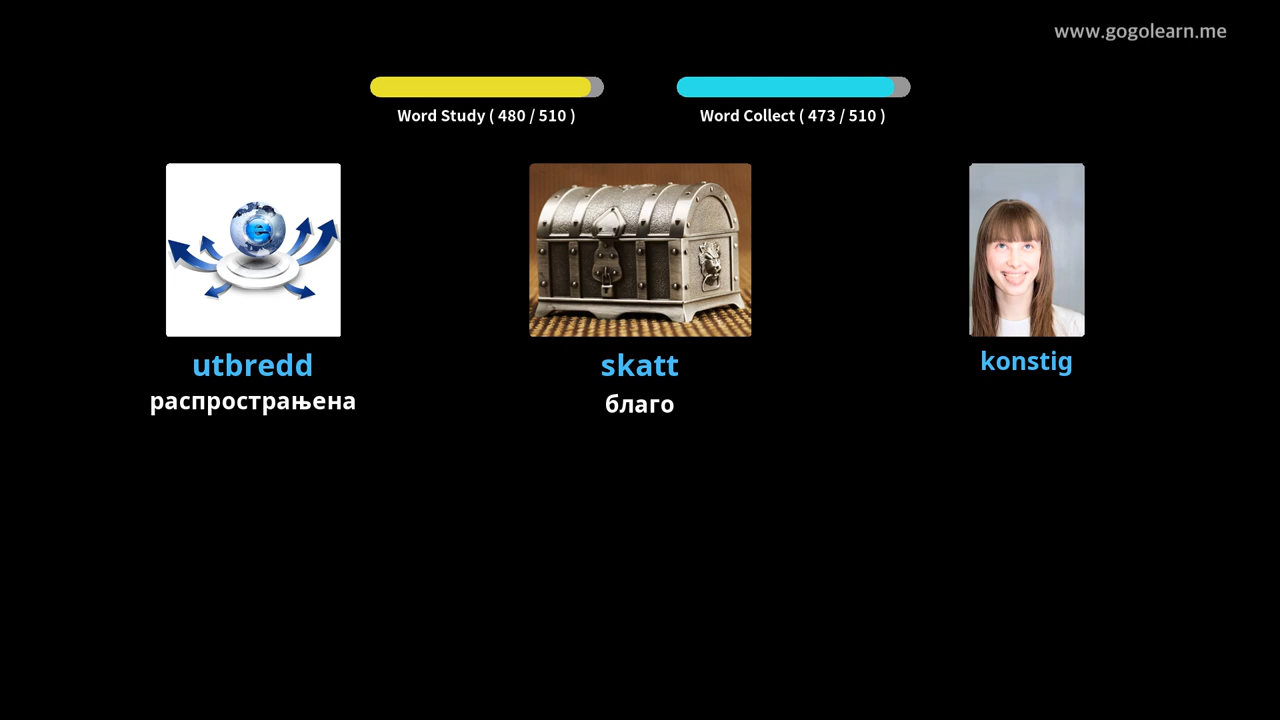 www.gogolearn.me
Word Study ( 480 / 510 )
Word Collect ( 473 / 510 )
utbredd
skatt
konstig
распрострањена
благо